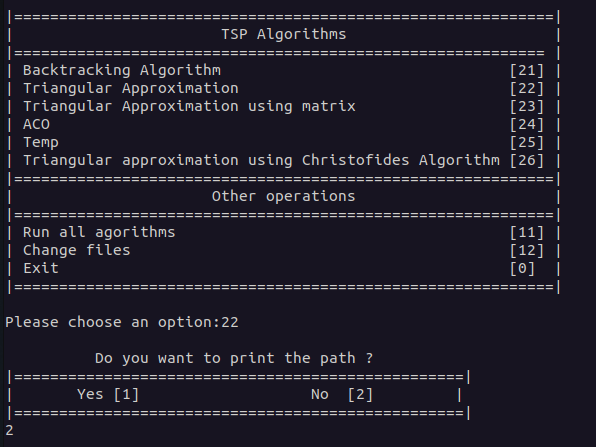 |============================================================|
|                       TSP Algorithms                       |
|=========================================================== |
| Backtracking Algorithm                                [21] |
| Triangular Approximation                              [22] |
| Triangular Approximation using matrix                 [23] |
| ACO                                                   [24] |
| Temp                                                  [25] |
| Triangular approximation using Christofides Algorithm [26] |
|============================================================|
|                      Other operations                      |
|============================================================|
| Run all agorithms                                     [11] |
| Change files                                          [12] |
| Exit                                                  [0]  |
|============================================================|
Please choose an option:22
          Do you want to print the path ?
|==================================================|
|       Yes [1]                   No  [2]         |
|==================================================|
2